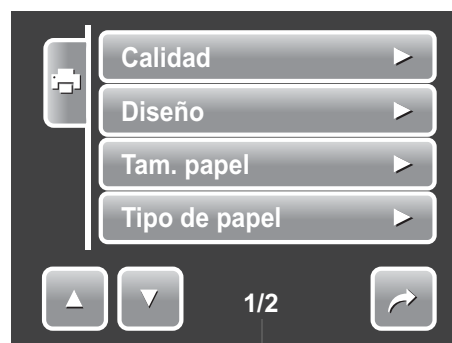 Calidad
Diseño
Tam. papel
Tipo de papel
1/2